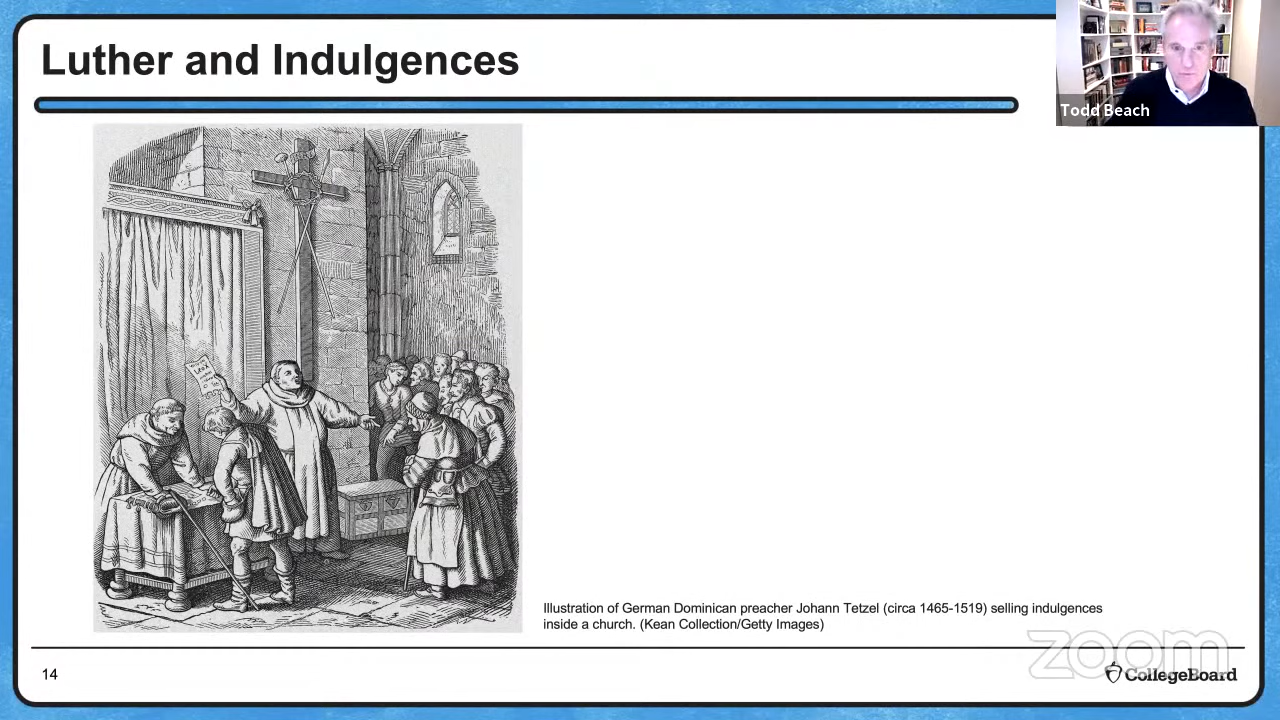 Luther and Indulgences
Todd Beach
Illustration of German Dominican preacher Johann Tetzel (circa 1465-1519) selling indulgences
inside a church. (Kean Collection/Getty Images)
zoom
14
CollegeBoard